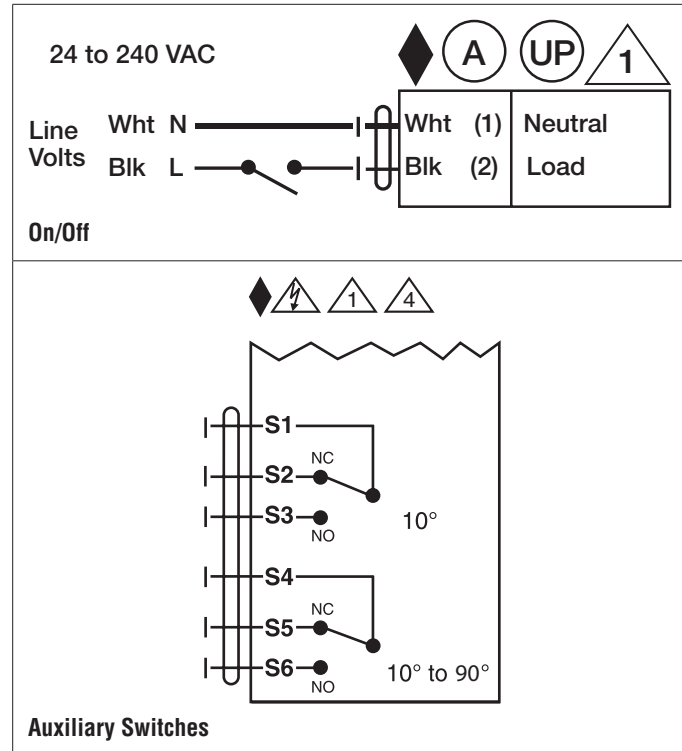 24 to 240 VAC
A UP 1
Line Volts
Wht N
Blk L
Wht (1) Neutral
Blk (2) Load
On/Off
1 4
S1
NC
S2
S3 10°
NO
S4
NC
S5
S6 10° to 90°
NO
Auxiliary Switches